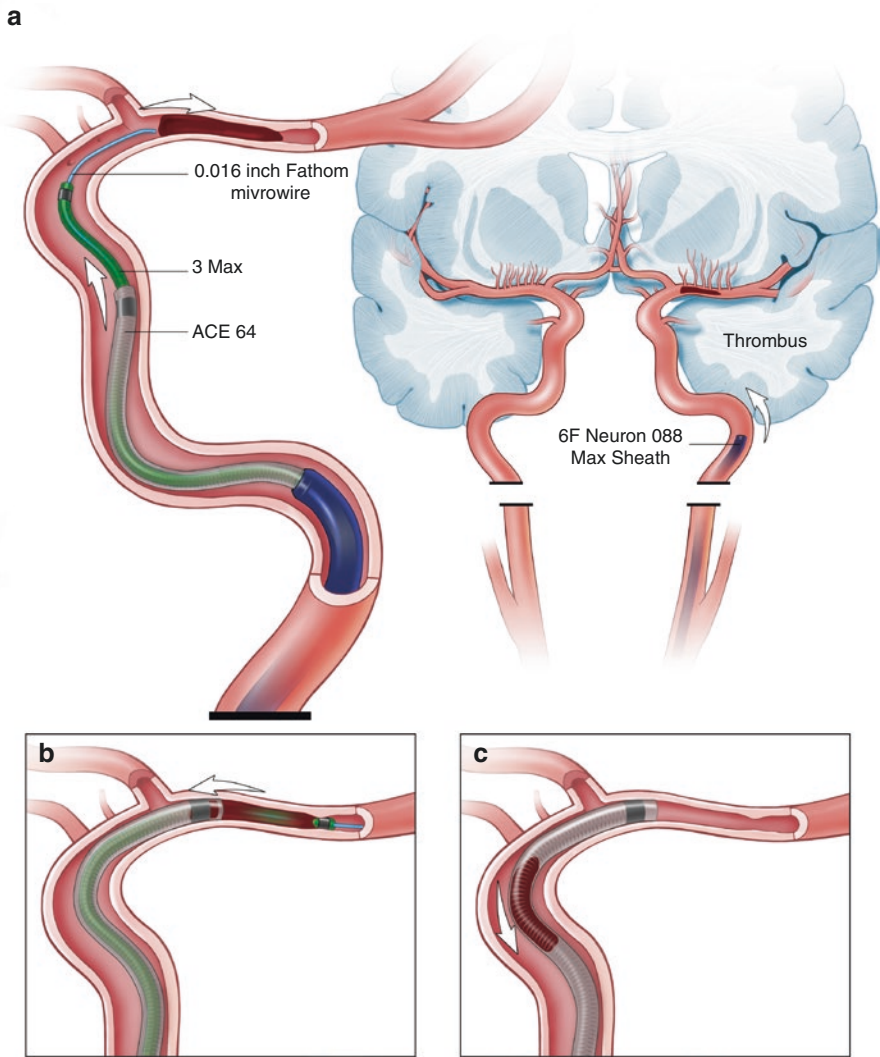 a
0.016 inch Fathom
mivrowire
3 Max
ACE 64
Thrombus
6F Neuron 088
Max Sheath
b
c